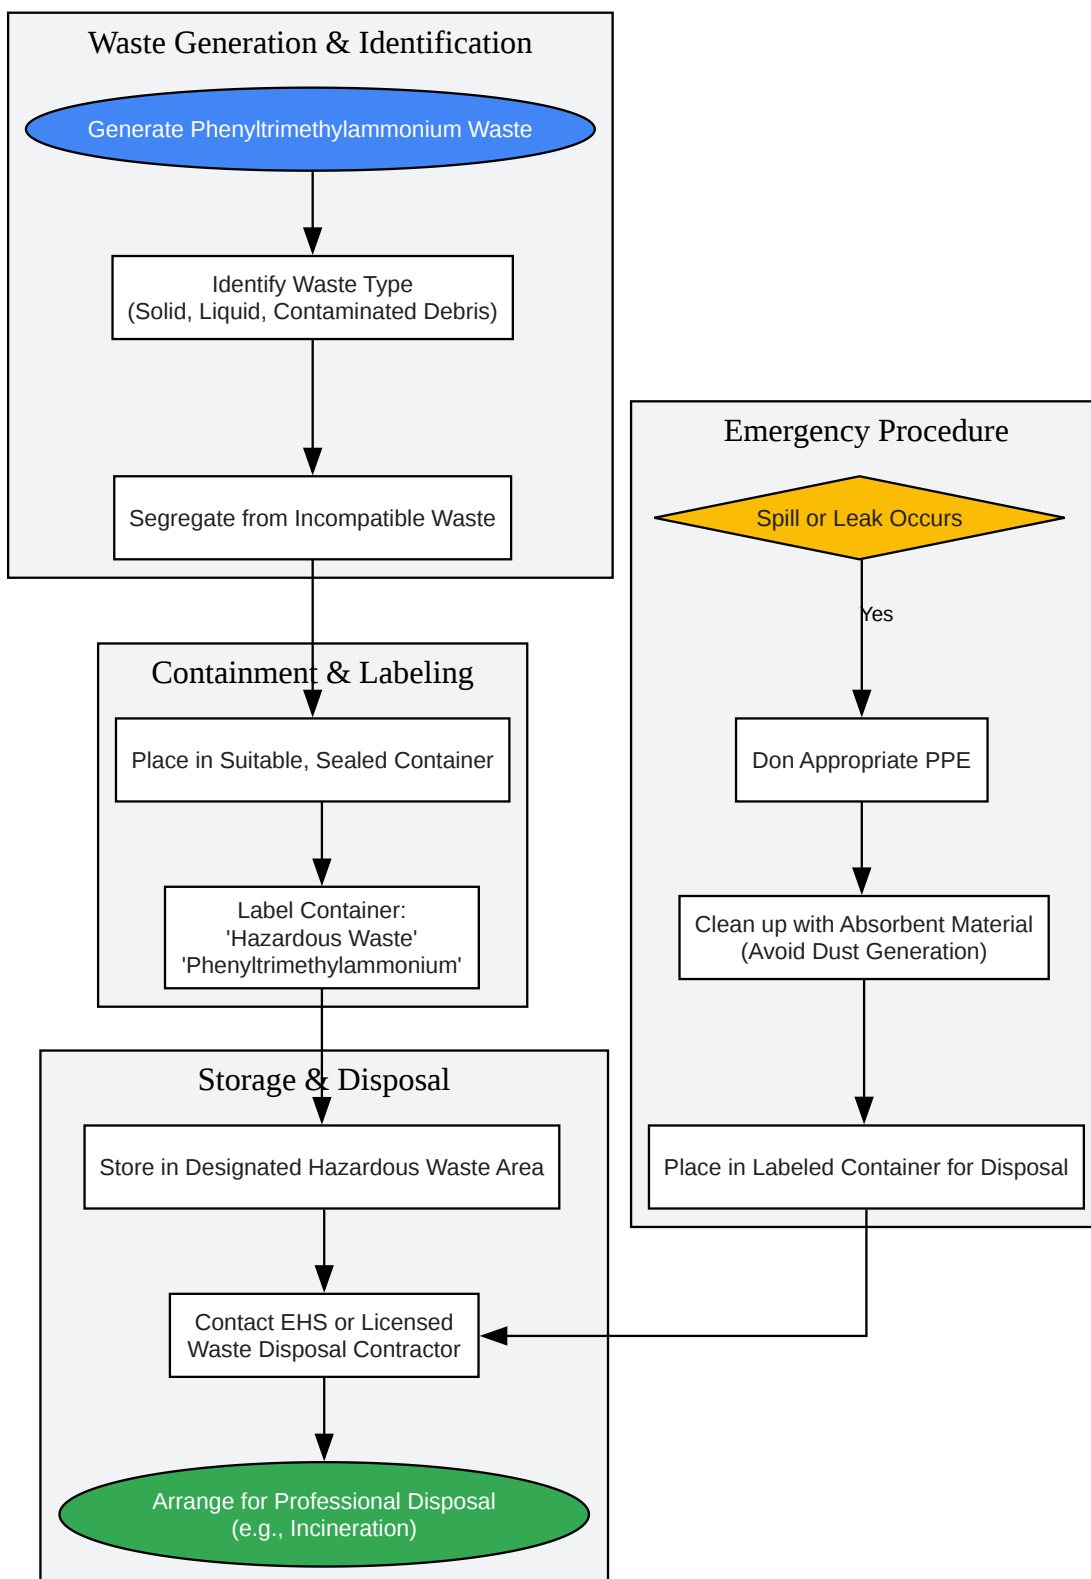 Waste Generation & Identification
Generate Phenyltrimethylammonium Waste
Identify Waste Type
(Solid, Liquid, Contaminated Debris)
Segregate from Incompatible Waste
Containment & Labeling
Place in Suitable, Sealed Container
Label Container:
'Hazardous Waste'
'Phenyltrimethylammonium'
Storage & Disposal
Store in Designated Hazardous Waste Area
Contact EHS or Licensed
Waste Disposal Contractor
Arrange for Professional Disposal
(e.g., Incineration)
Emergency Procedure
Spill or Leak Occurs
Yes
Don Appropriate PPE
Clean up with Absorbent Material
(Avoid Dust Generation)
Place in Labeled Container for Disposal